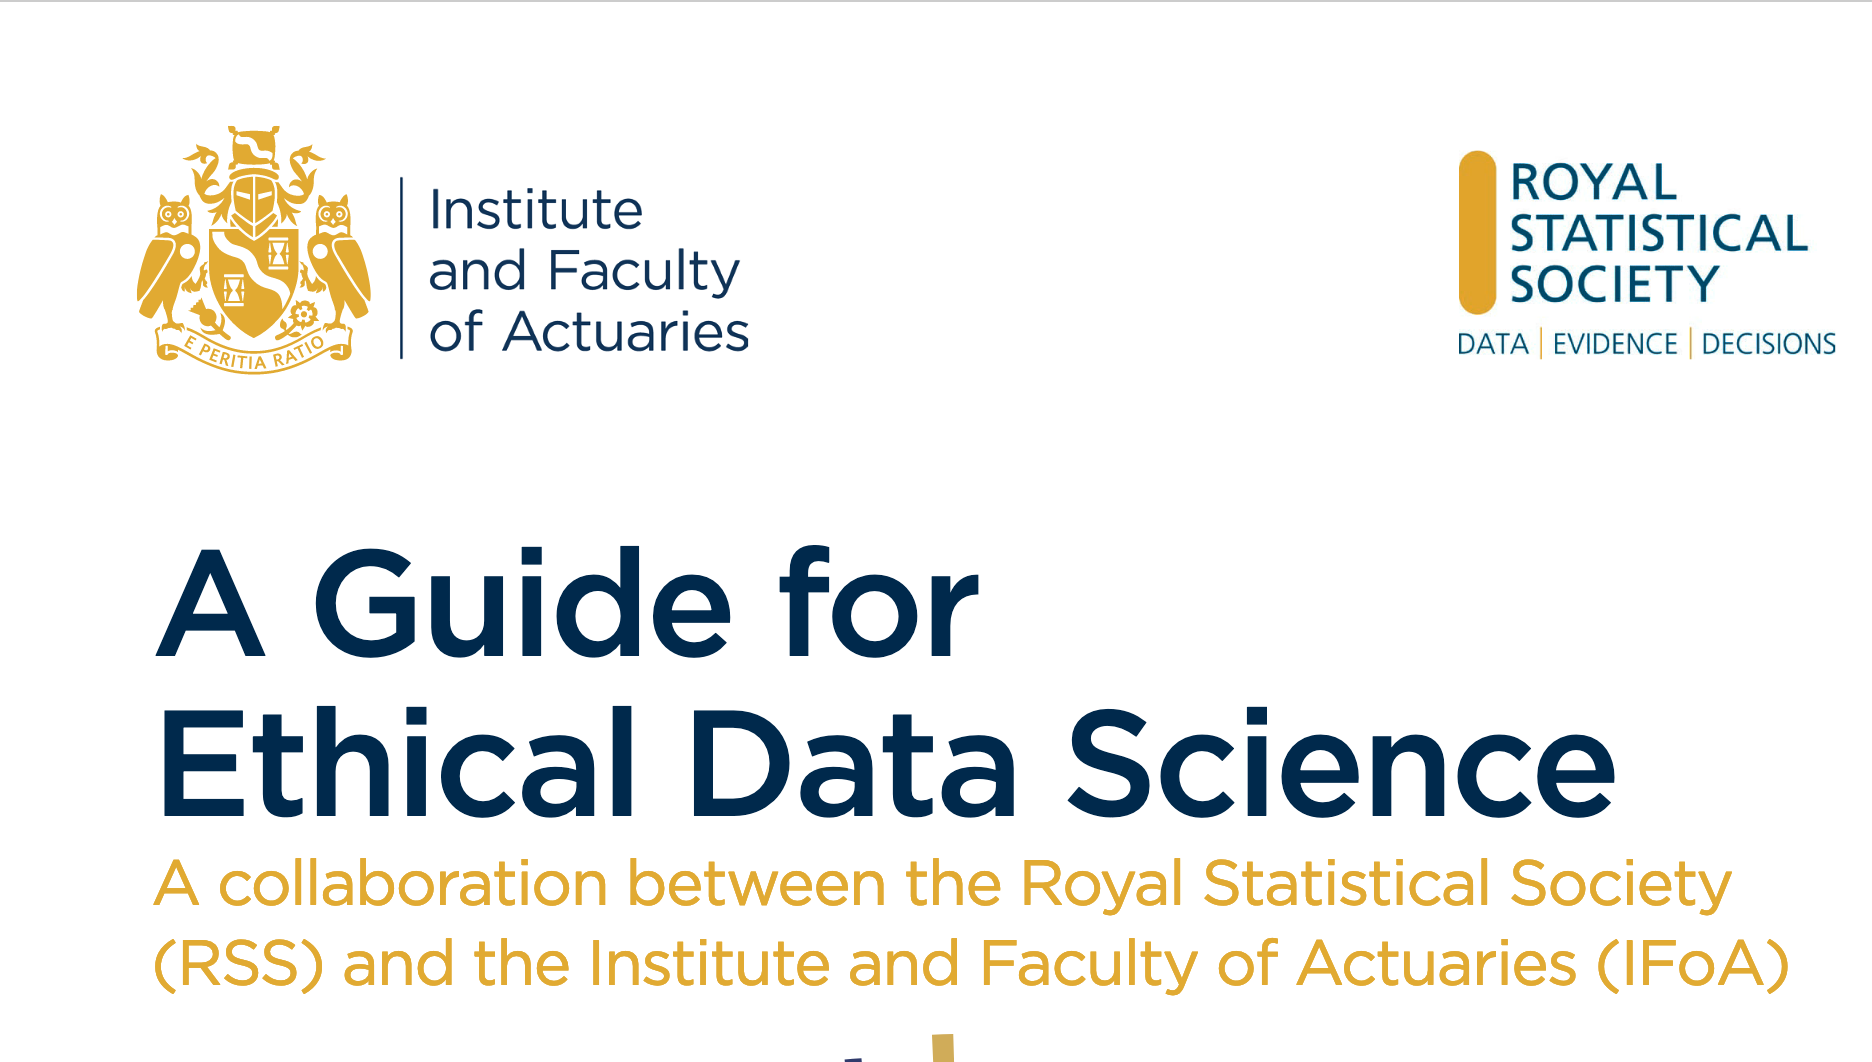 Institute
and Faculty
of Actuaries
E PERITIA RATIO
ROYAL
STATISTICAL
SOCIETY
DATA | EVIDENCE | DECISIONS
A Guide for
Ethical Data Science
A collaboration between the Royal Statistical Society
(RSS) and the Institute and Faculty of Actuaries (IFoA)